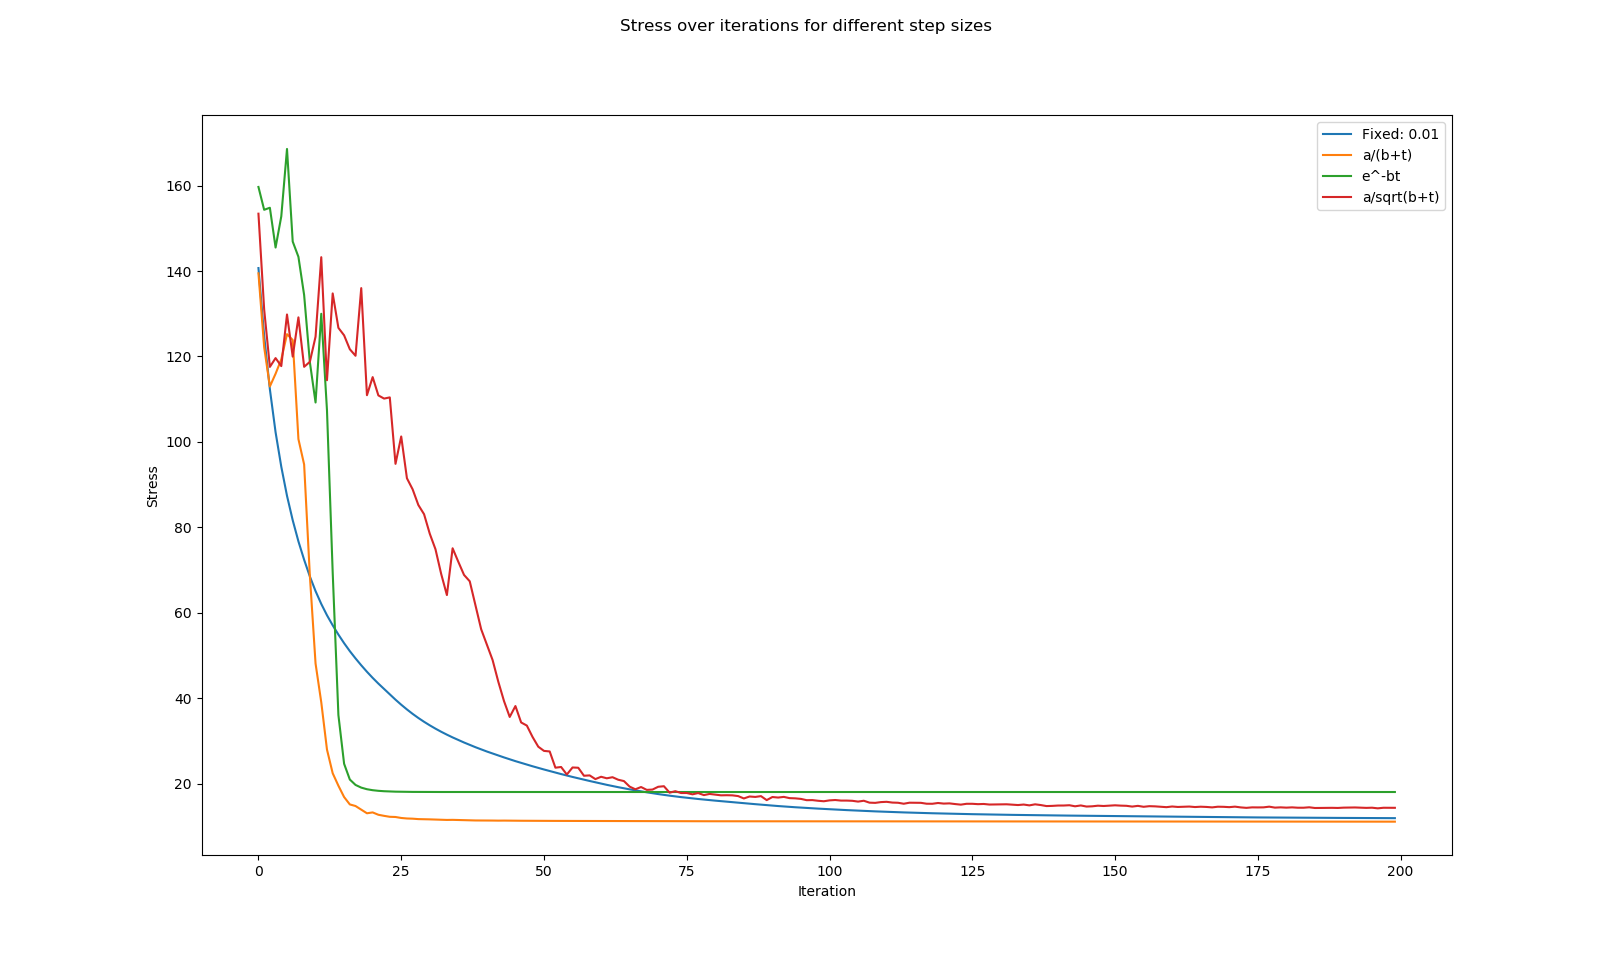 Stress over iterations for different step sizes
Fixed: 0.01
a/(b+t)
e^-bt
a/sqrt(b+t)
160
140
120
100
80
60
40
20
Stress
0 25 50 75 100 125 150 175 200
Iteration